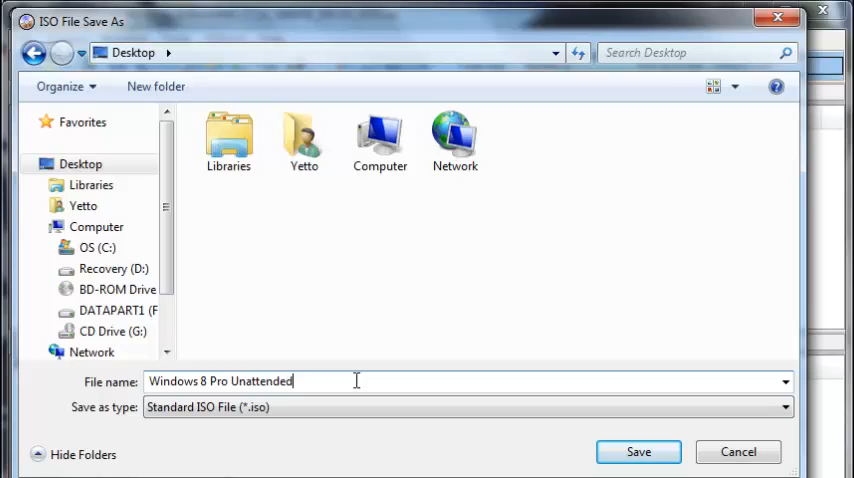 ISO File Save As
Desktop
Search Desktop
Organize
New folder
Favorites
Desktop
Libraries
Yetto
Computer
OS (C:)
Recovery (D:)
BD-ROM Drive
DATAPART1 (F
CD Drive (G:)
Network
Libraries
Yetto
Computer
Network
File name: Windows 8 Pro Unattended
Save as type: Standard ISO File (*.iso)
Hide Folders
Save
Cancel